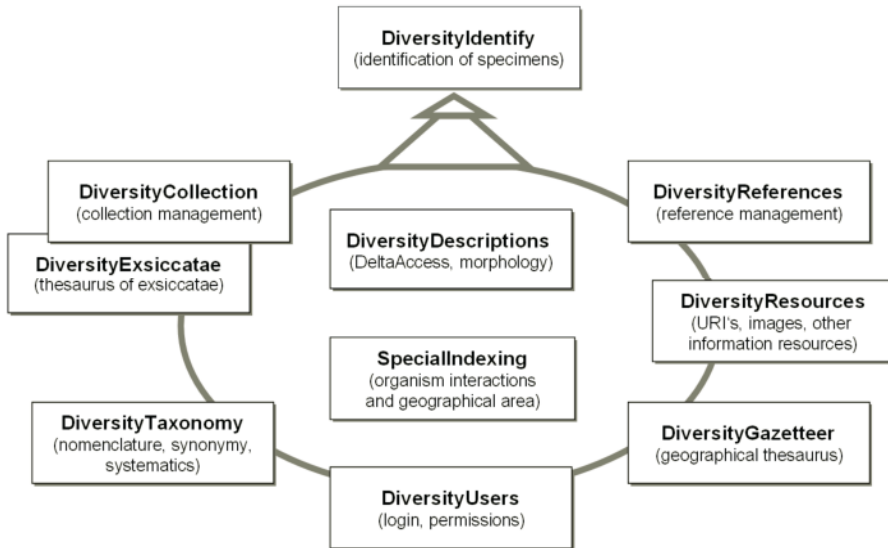 DiversityIdentify
(identification of specimens)
DiversityCollection
(collection management)
DiversityReferences
(reference management)
DiversityDescriptions
(DeltaAccess, morphology)
DiversityExsiccatae
(thesaurus of exsiccatae)
DiversityResources
(URI's, images, other
information resources)
SpecialIndexing
(organism interactions
and geographical area)
DiversityTaxonomy
(nomenclature, synonymy,
systematics)
DiversityGazetteer
(geographical thesaurus)
DiversityUsers
(login, permissions)